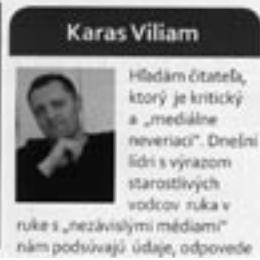 Karas Viliam
Hľadám čitateľa,
ktorý je kritický
a „mediálne
neveriaci“. Dnešní
lídri s výrazom
starostlivých
vodcov ruka v
ruke s „nezávislými médiami“
nám podsúvajú údaje, odpovede